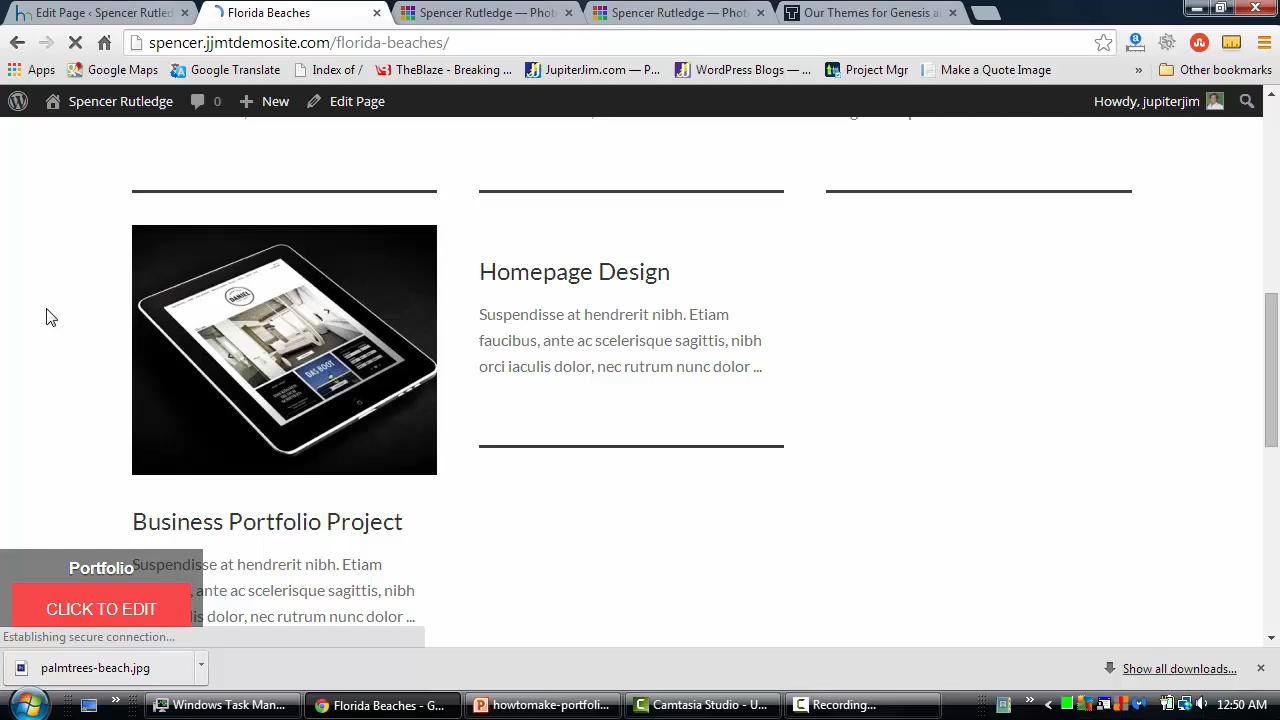 Edit Page ‹ Spencer Rutled
Florida Beaches
Spencer Rutledge — Phot
Spencer Rutledge — Phot
Our Themes for Genesis a
spencer.jjmtdemosite.com/florida-beaches/
Apps
Google Maps
Google Translate
Index of /
TheBlaze - Breaking ...
JupiterJim.com — P...
WordPress Blogs — ...
Project Mgr
Make a Quote Image
»
Other bookmarks
Spencer Rutledge
0
New
Edit Page
Howdy, jupiterjim
DANIEL
DAS BOOT
Homepage Design
Suspendisse at hendrerit nibh. Etiam
faucibus, ante ac scelerisque sagittis, nibh
orci iaculis dolor, nec rutrum nunc dolor ...
Business Portfolio Project
Suspendisse at hendrerit nibh. Etiam
, ante ac scelerisque sagittis, nibh
lis dolor, nec rutrum nunc dolor ...
Portfolio
CLICK TO EDIT
Establishing secure connection...
palmtrees-beach.jpg
Show all downloads...
Windows Task Man...
Florida Beaches - G...
howtomake-portfoli...
Camtasia Studio - U...
Recording...
12:50 AM